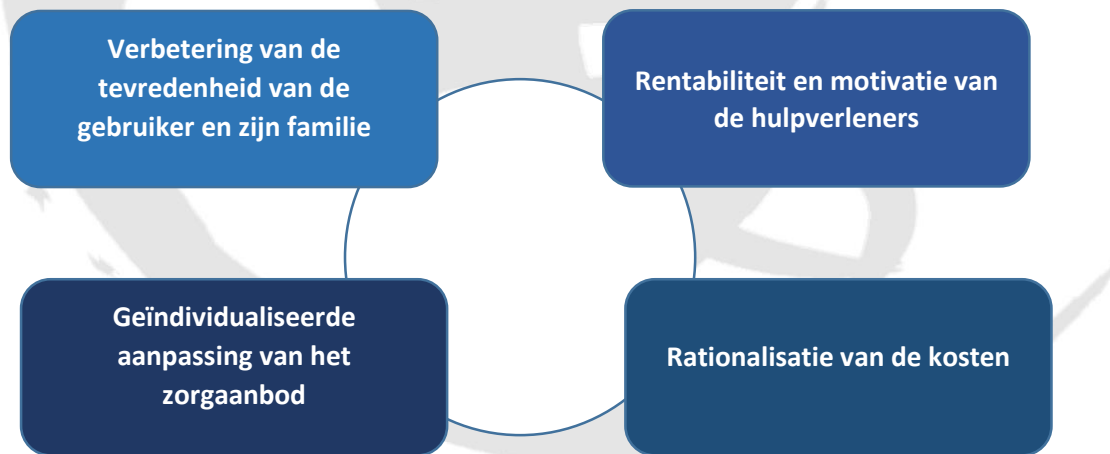 Verbetering van de
tevredenheid van de
gebruiker en zijn familie
Rentabiliteit en motivatie van
de hulpverleners
Geïndividualiseerde
aanpassing van het
zorgaanbod
Rationalisatie van de kosten